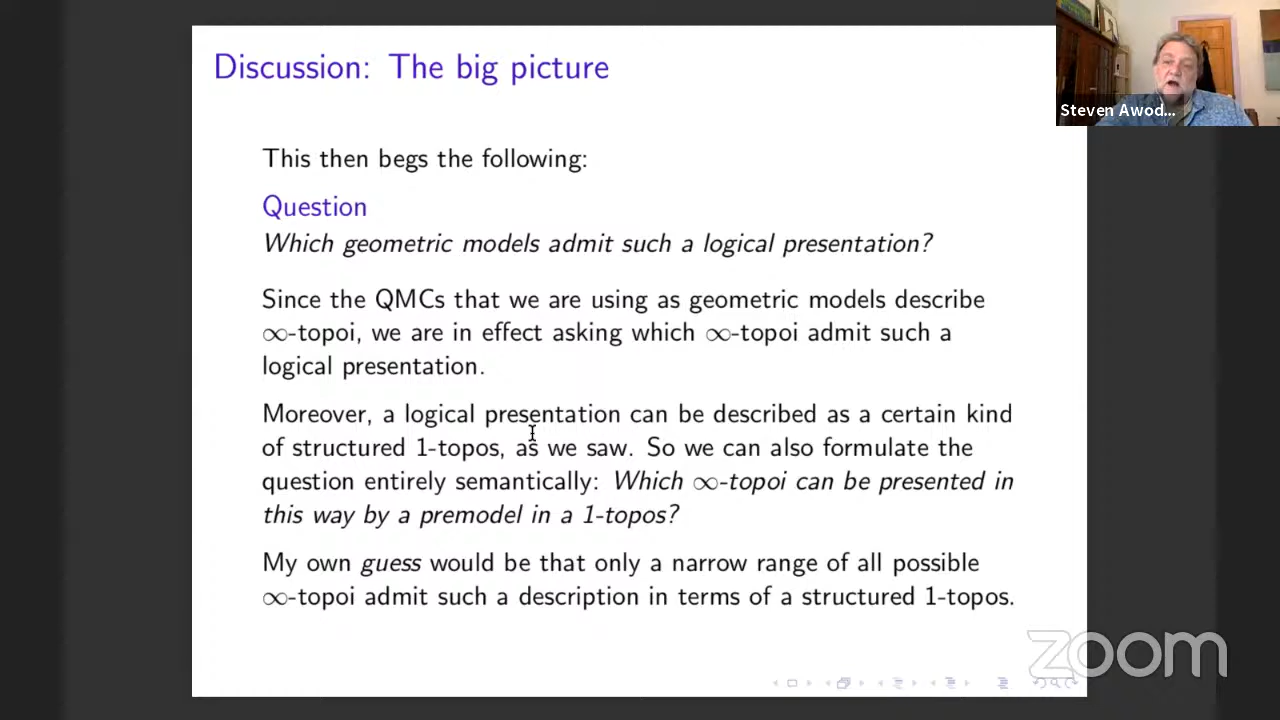 Discussion: The big picture
Steven Awod...
This then begs the following:
Question
Which geometric models admit such a logical presentation?
Since the QMCs that we are using as geometric models describe
∞-topoi, we are in effect asking which ∞-topoi admit such a
logical presentation.
Moreover, a logical presentation can be described as a certain kind
of structured 1-topos, as we saw. So we can also formulate the
question entirely semantically: Which ∞-topoi can be presented in
this way by a premodel in a 1-topos?
My own guess would be that only a narrow range of all possible
∞-topoi admit such a description in terms of a structured 1-topos.
zoom